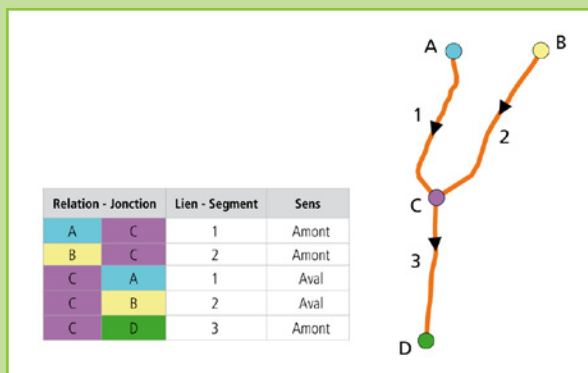 Relation - Jonction Lien - Segment Sens
A C 1 Amont
B C 2 Amont
C A 1 Aval
C B 2 Aval
C D 3 Amont
A
B
1
2
C
3
D